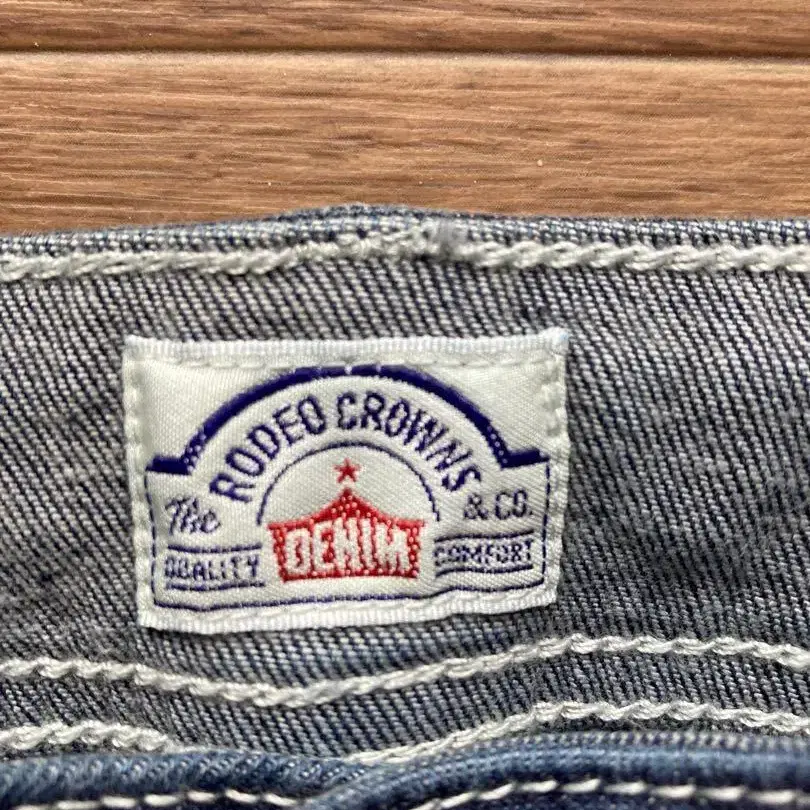 RODEO CROWNS
The & CO.
QUALITY DENIM COMFORT